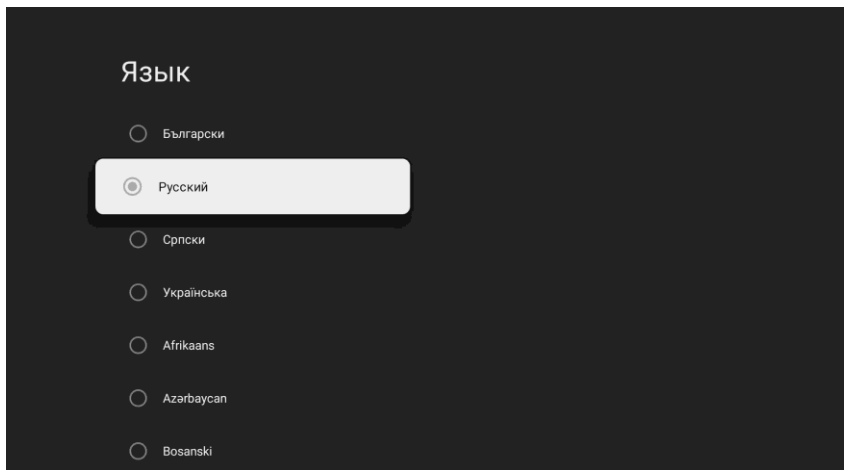 Язык
Български
Русский
Српски
Українська
Afrikaans
Azərbaycan
Bosanski